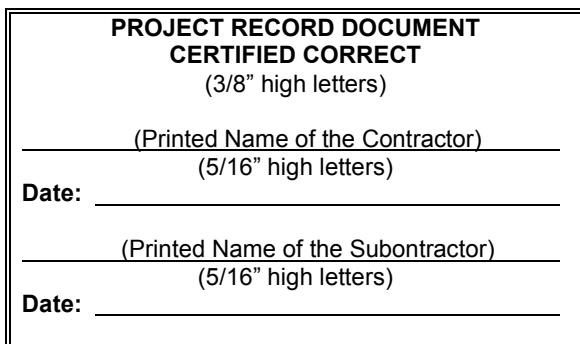 PROJECT RECORD DOCUMENT
CERTIFIED CORRECT
(3/8” high letters)
(Printed Name of the Contractor)
(5/16” high letters)
Date:
(Printed Name of the Subontractor)
(5/16” high letters)
Date: